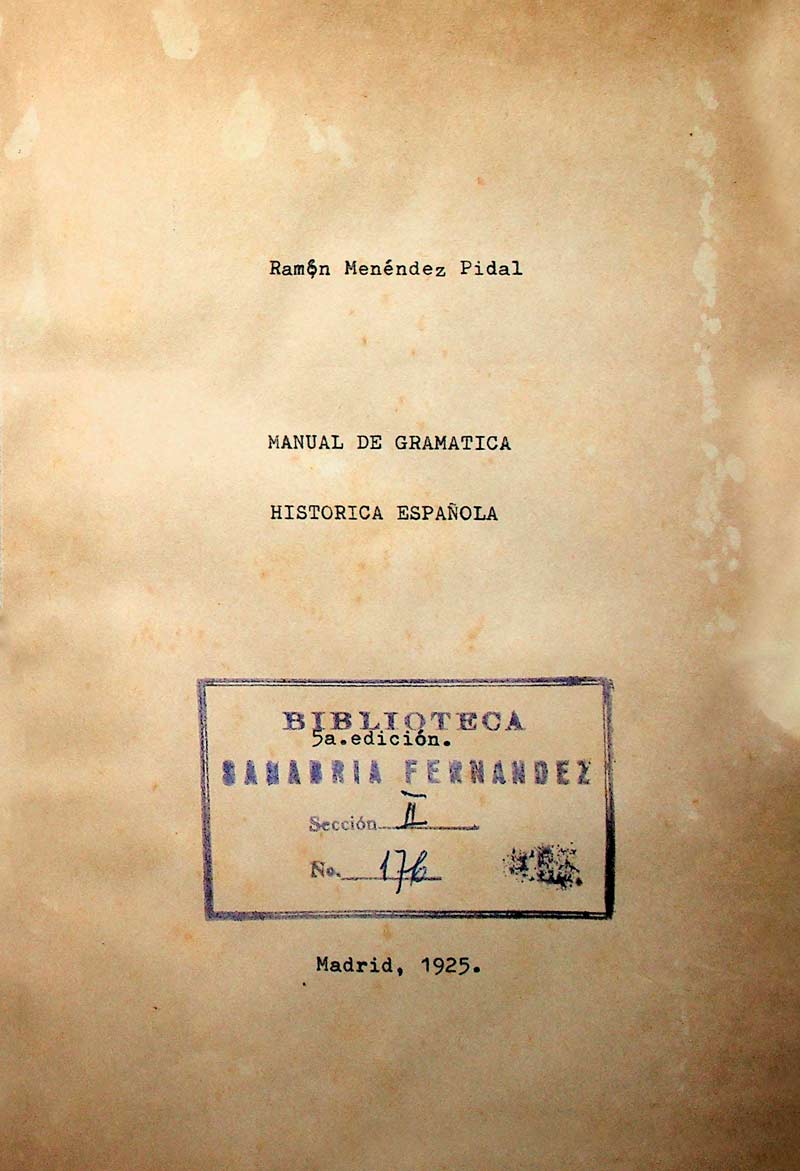 Ramón Menéndez Pidal
MANUAL DE GRAMATICA
HISTORICA ESPAÑOLA
BIBLIOTECA
5a.edición.
SANABRIA FERNANDEZ
Sección II
No. 176
Madrid, 1925.